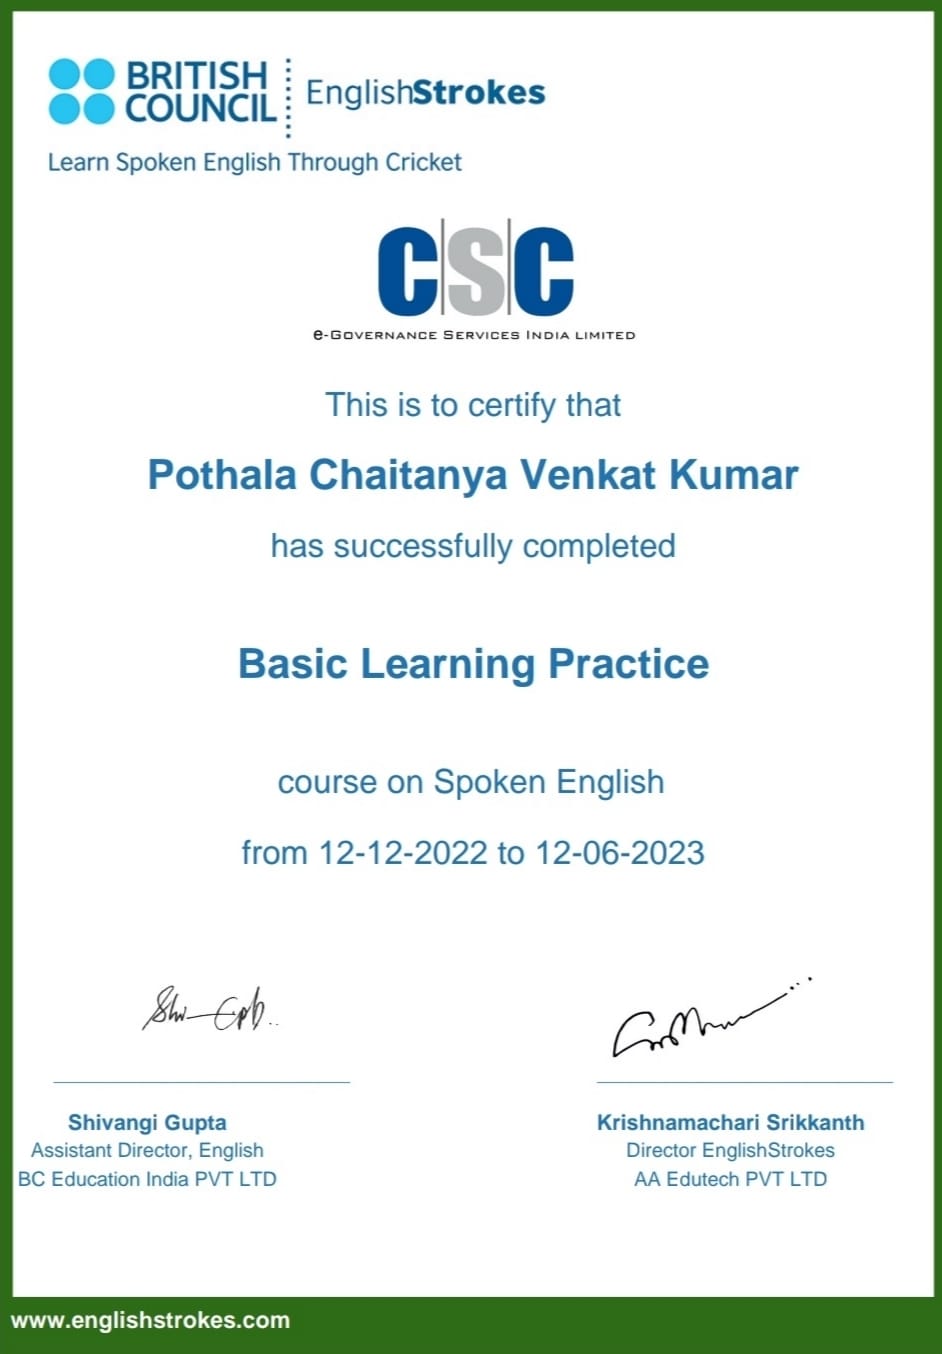 BRITISH
COUNCIL
EnglishStrokes
Learn Spoken English Through Cricket
CSC
e-Governance Services India Limited
This is to certify that
Pothala Chaitanya Venkat Kumar
has successfully completed
Basic Learning Practice
course on Spoken English
from 12-12-2022 to 12-06-2023
Shivangi Gupta
Assistant Director, English
BC Education India PVT LTD
Krishnamachari Srikkanth
Director EnglishStrokes
AA Edutech PVT LTD
www.englishstrokes.com